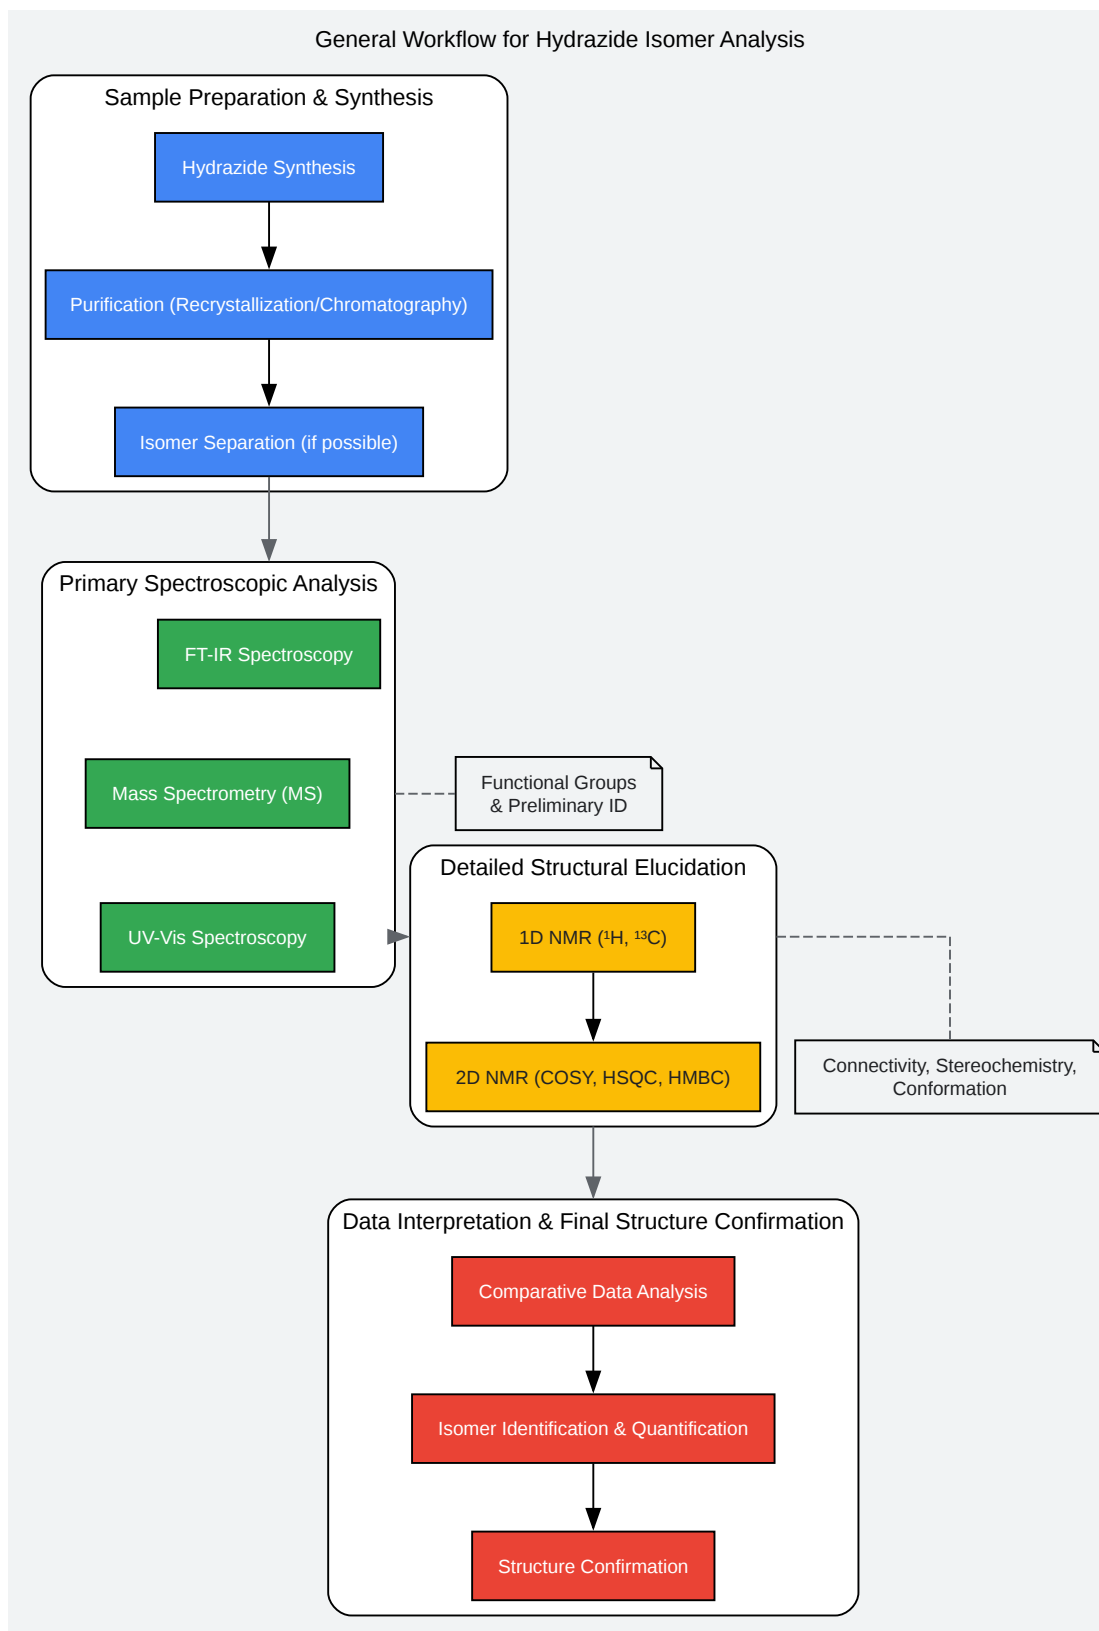 General Workflow for Hydrazide Isomer Analysis
Sample Preparation & Synthesis
Hydrazide Synthesis
Purification (Recrystallization/Chromatography)
Isomer Separation (if possible)
Primary Spectroscopic Analysis
FT-IR Spectroscopy
Mass Spectrometry (MS)
Functional Groups
& Preliminary ID
UV-Vis Spectroscopy
Detailed Structural Elucidation
1D NMR (¹H, ¹³C)
2D NMR (COSY, HSQC, HMBC)
Connectivity, Stereochemistry,
Conformation
Data Interpretation & Final Structure Confirmation
Comparative Data Analysis
Isomer Identification & Quantification
Structure Confirmation